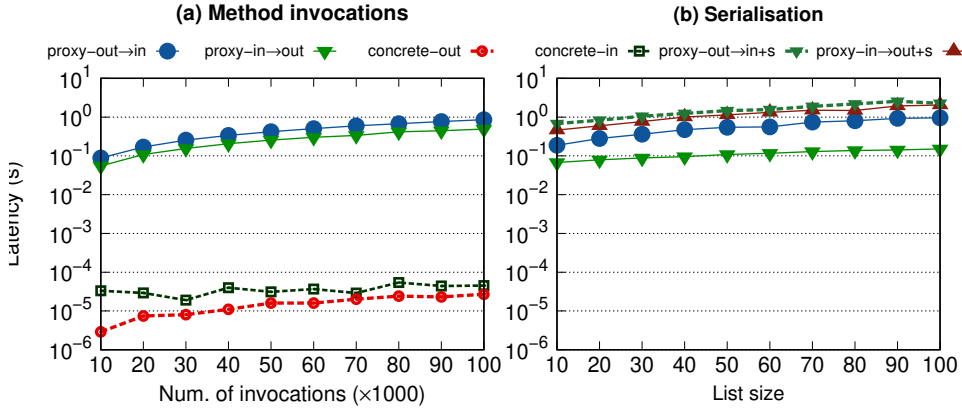 (a) Method invocations
(b) Serialisation
proxy-out→in proxy-in→out concrete-out concrete-in proxy-out→in+s proxy-in→out+s
Latency (s)
10^1
10^0
10^-1
10^-2
10^-3
10^-4
10^-5
10^-6
10 20 30 40 50 60 70 80 90 100
Num. of invocations (×1000)
10^1
10^0
10^-1
10^-2
10^-3
10^-4
10^-5
10^-6
10 20 30 40 50 60 70 80 90 100
List size